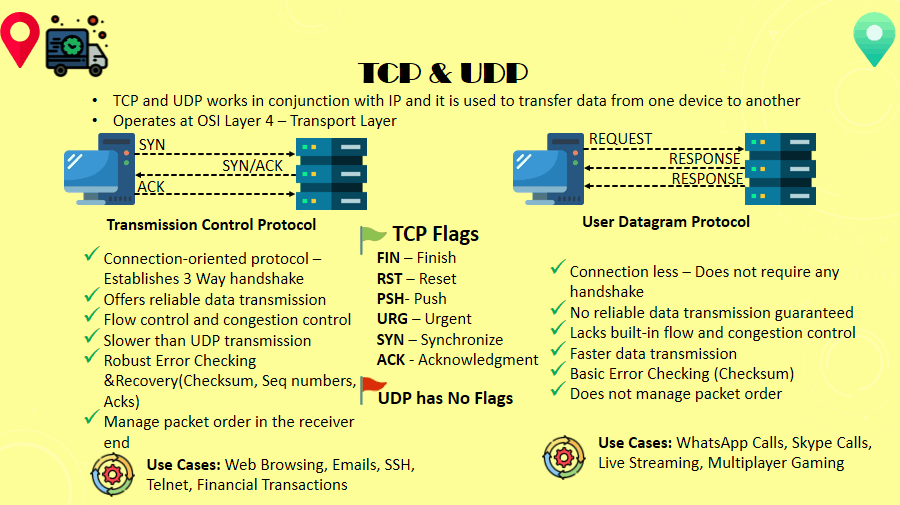 TCP & UDP
• TCP and UDP works in conjunction with IP and it is used to transfer data from one device to another
• Operates at OSI Layer 4 – Transport Layer
SYN
SYN/ACK
ACK
Transmission Control Protocol
✓ Connection-oriented protocol –
Establishes 3 Way handshake
✓ Offers reliable data transmission
✓ Flow control and congestion control
✓ Slower than UDP transmission
✓ Robust Error Checking
&Recovery(Checksum, Seq numbers,
Acks)
✓ Manage packet order in the receiver
end
Use Cases: Web Browsing, Emails, SSH,
Telnet, Financial Transactions
TCP Flags
FIN – Finish
RST – Reset
PSH- Push
URG – Urgent
SYN – Synchronize
ACK - Acknowledgment
UDP has No Flags
REQUEST
RESPONSE
RESPONSE
User Datagram Protocol
✓ Connection less – Does not require any
handshake
✓ No reliable data transmission guaranteed
✓ Lacks built-in flow and congestion control
✓ Faster data transmission
✓ Basic Error Checking (Checksum)
✓ Does not manage packet order
Use Cases: WhatsApp Calls, Skype Calls,
Live Streaming, Multiplayer Gaming